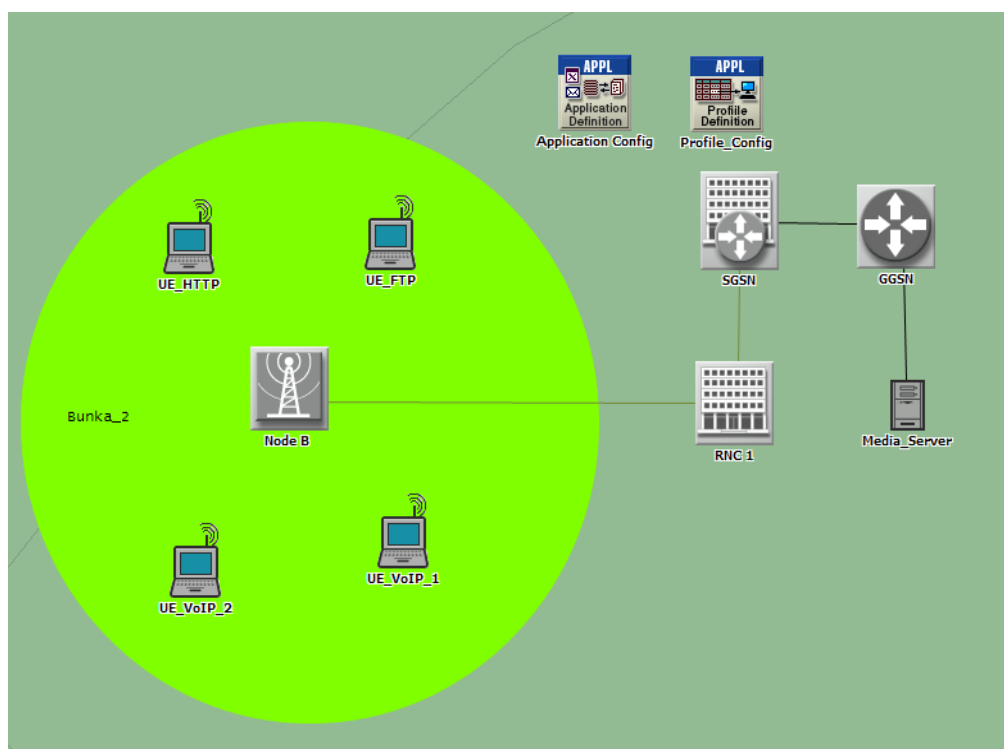 APPL
Application
Definition
Application Config
APPL
Profiile
Definition
Profile_Config
UE_HTTP
UE_FTP
SGSN
GGSN
Bunka_2
Node B
RNC 1
Media_Server
UE_VoIP_1
UE_VoIP_2